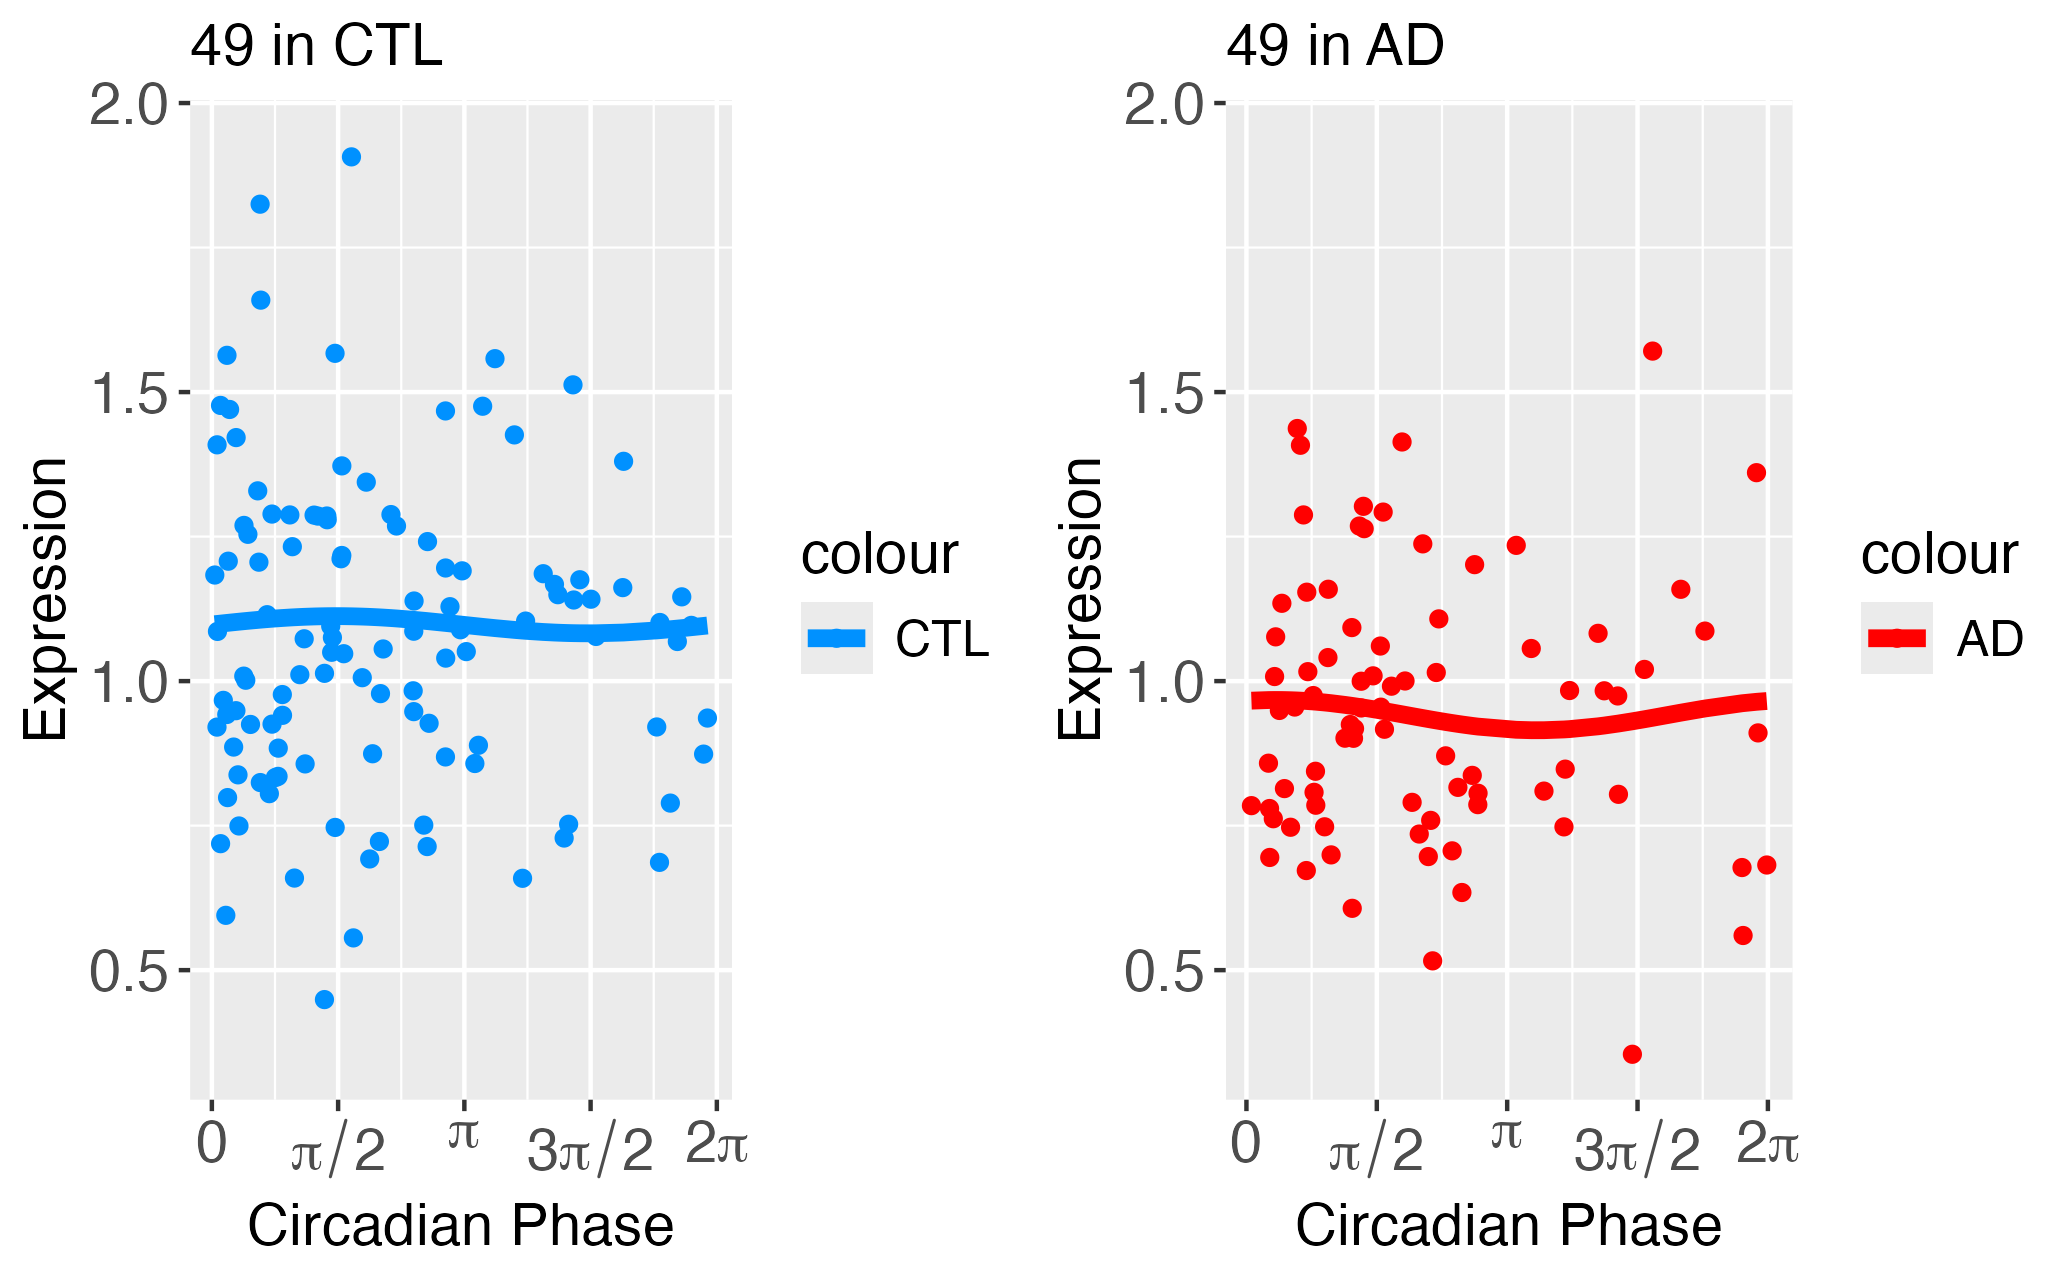 49 in CTL
2.0
1.5
1.0
0.5
Expression
0 π/2 π 3π/2 2π
Circadian Phase
colour
CTL
49 in AD
2.0
1.5
1.0
0.5
Expression
0 π/2 π 3π/2 2π
Circadian Phase
colour
AD